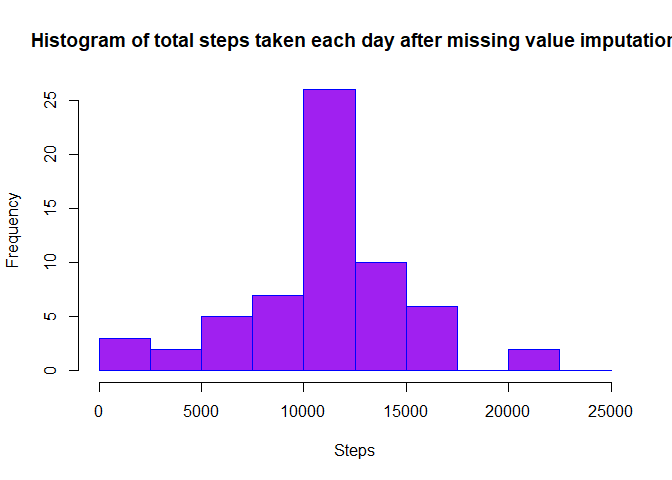 Histogram of total steps taken each day after missing value imputation
Frequency
25
20
15
10
5
0
0 5000 10000 15000 20000 25000
Steps